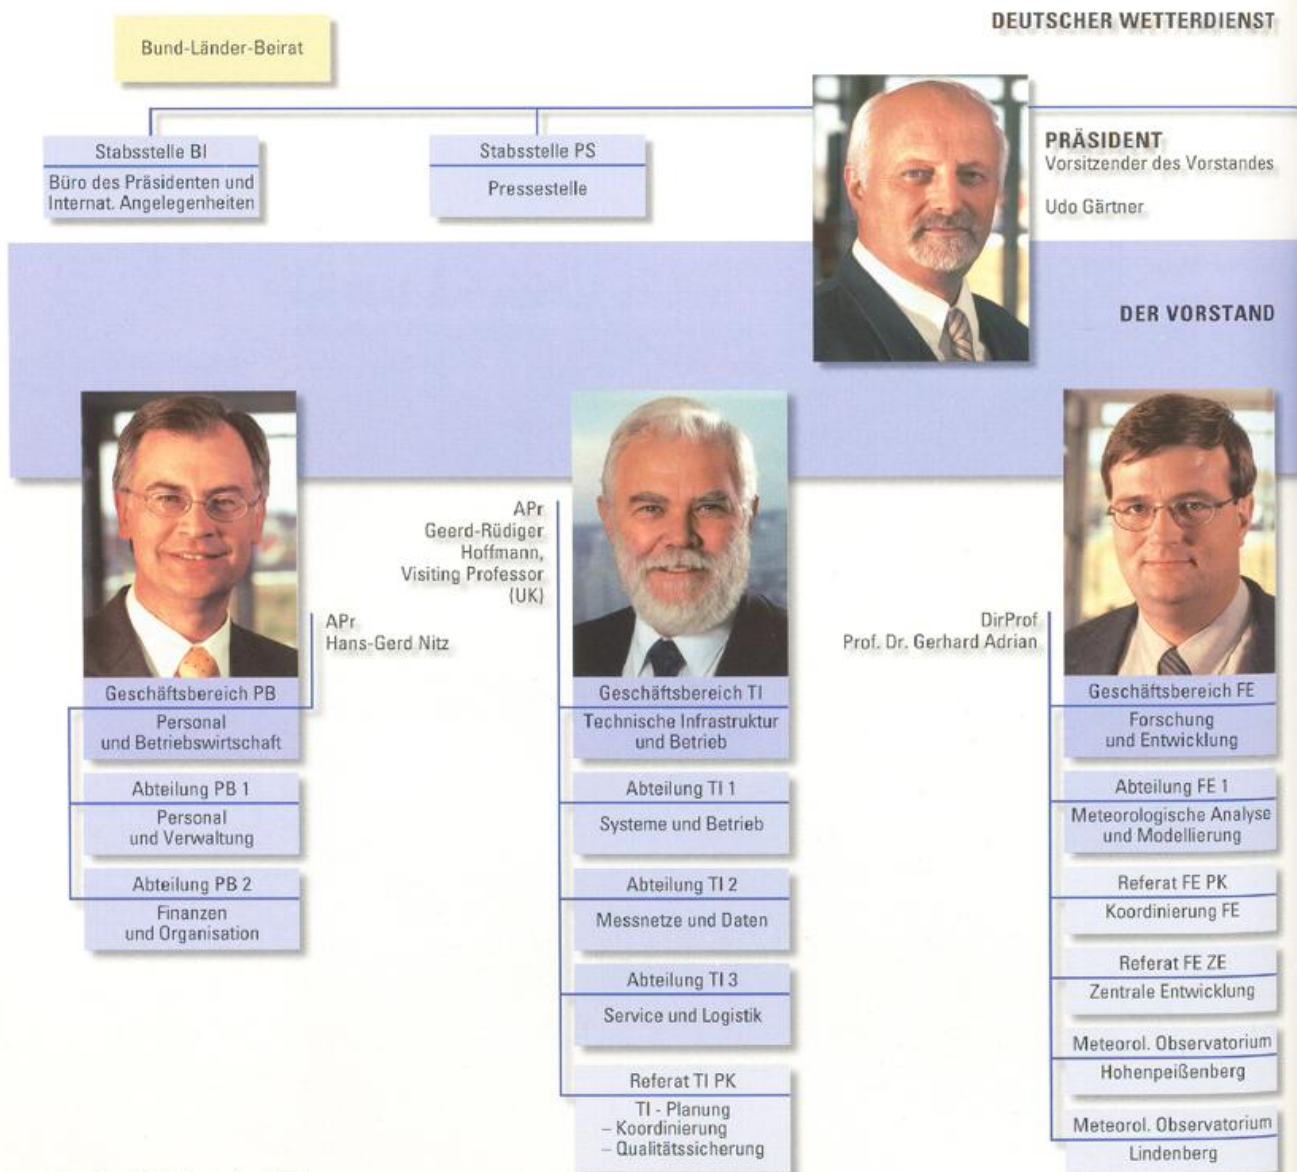 DEUTSCHER WETTERDIENST
Bund-Länder-Beirat
Stabsstelle BI
Büro des Präsidenten und
Internat. Angelegenheiten
Stabsstelle PS
Pressestelle
PRÄSIDENT
Vorsitzender des Vorstandes
Udo Gärtner
DER VORSTAND
APr
Hans-Gerd Nitz
Geschäftsbereich PB
Personal
und Betriebswirtschaft
Abteilung PB 1
Personal
und Verwaltung
Abteilung PB 2
Finanzen
und Organisation
APr
Geerd-Rüdiger
Hoffmann,
Visiting Professor
(UK)
Geschäftsbereich TI
Technische Infrastruktur
und Betrieb
Abteilung TI 1
Systeme und Betrieb
Abteilung TI 2
Messnetze und Daten
Abteilung TI 3
Service und Logistik
Referat TI PK
TI - Planung
– Koordinierung
– Qualitätssicherung
DirProf
Prof. Dr. Gerhard Adrian
Geschäftsbereich FE
Forschung
und Entwicklung
Abteilung FE 1
Meteorologische Analyse
und Modellierung
Referat FE PK
Koordinierung FE
Referat FE ZE
Zentrale Entwicklung
Meteorol. Observatorium
Hohenpeißenberg
Meteorol. Observatorium
Lindenberg